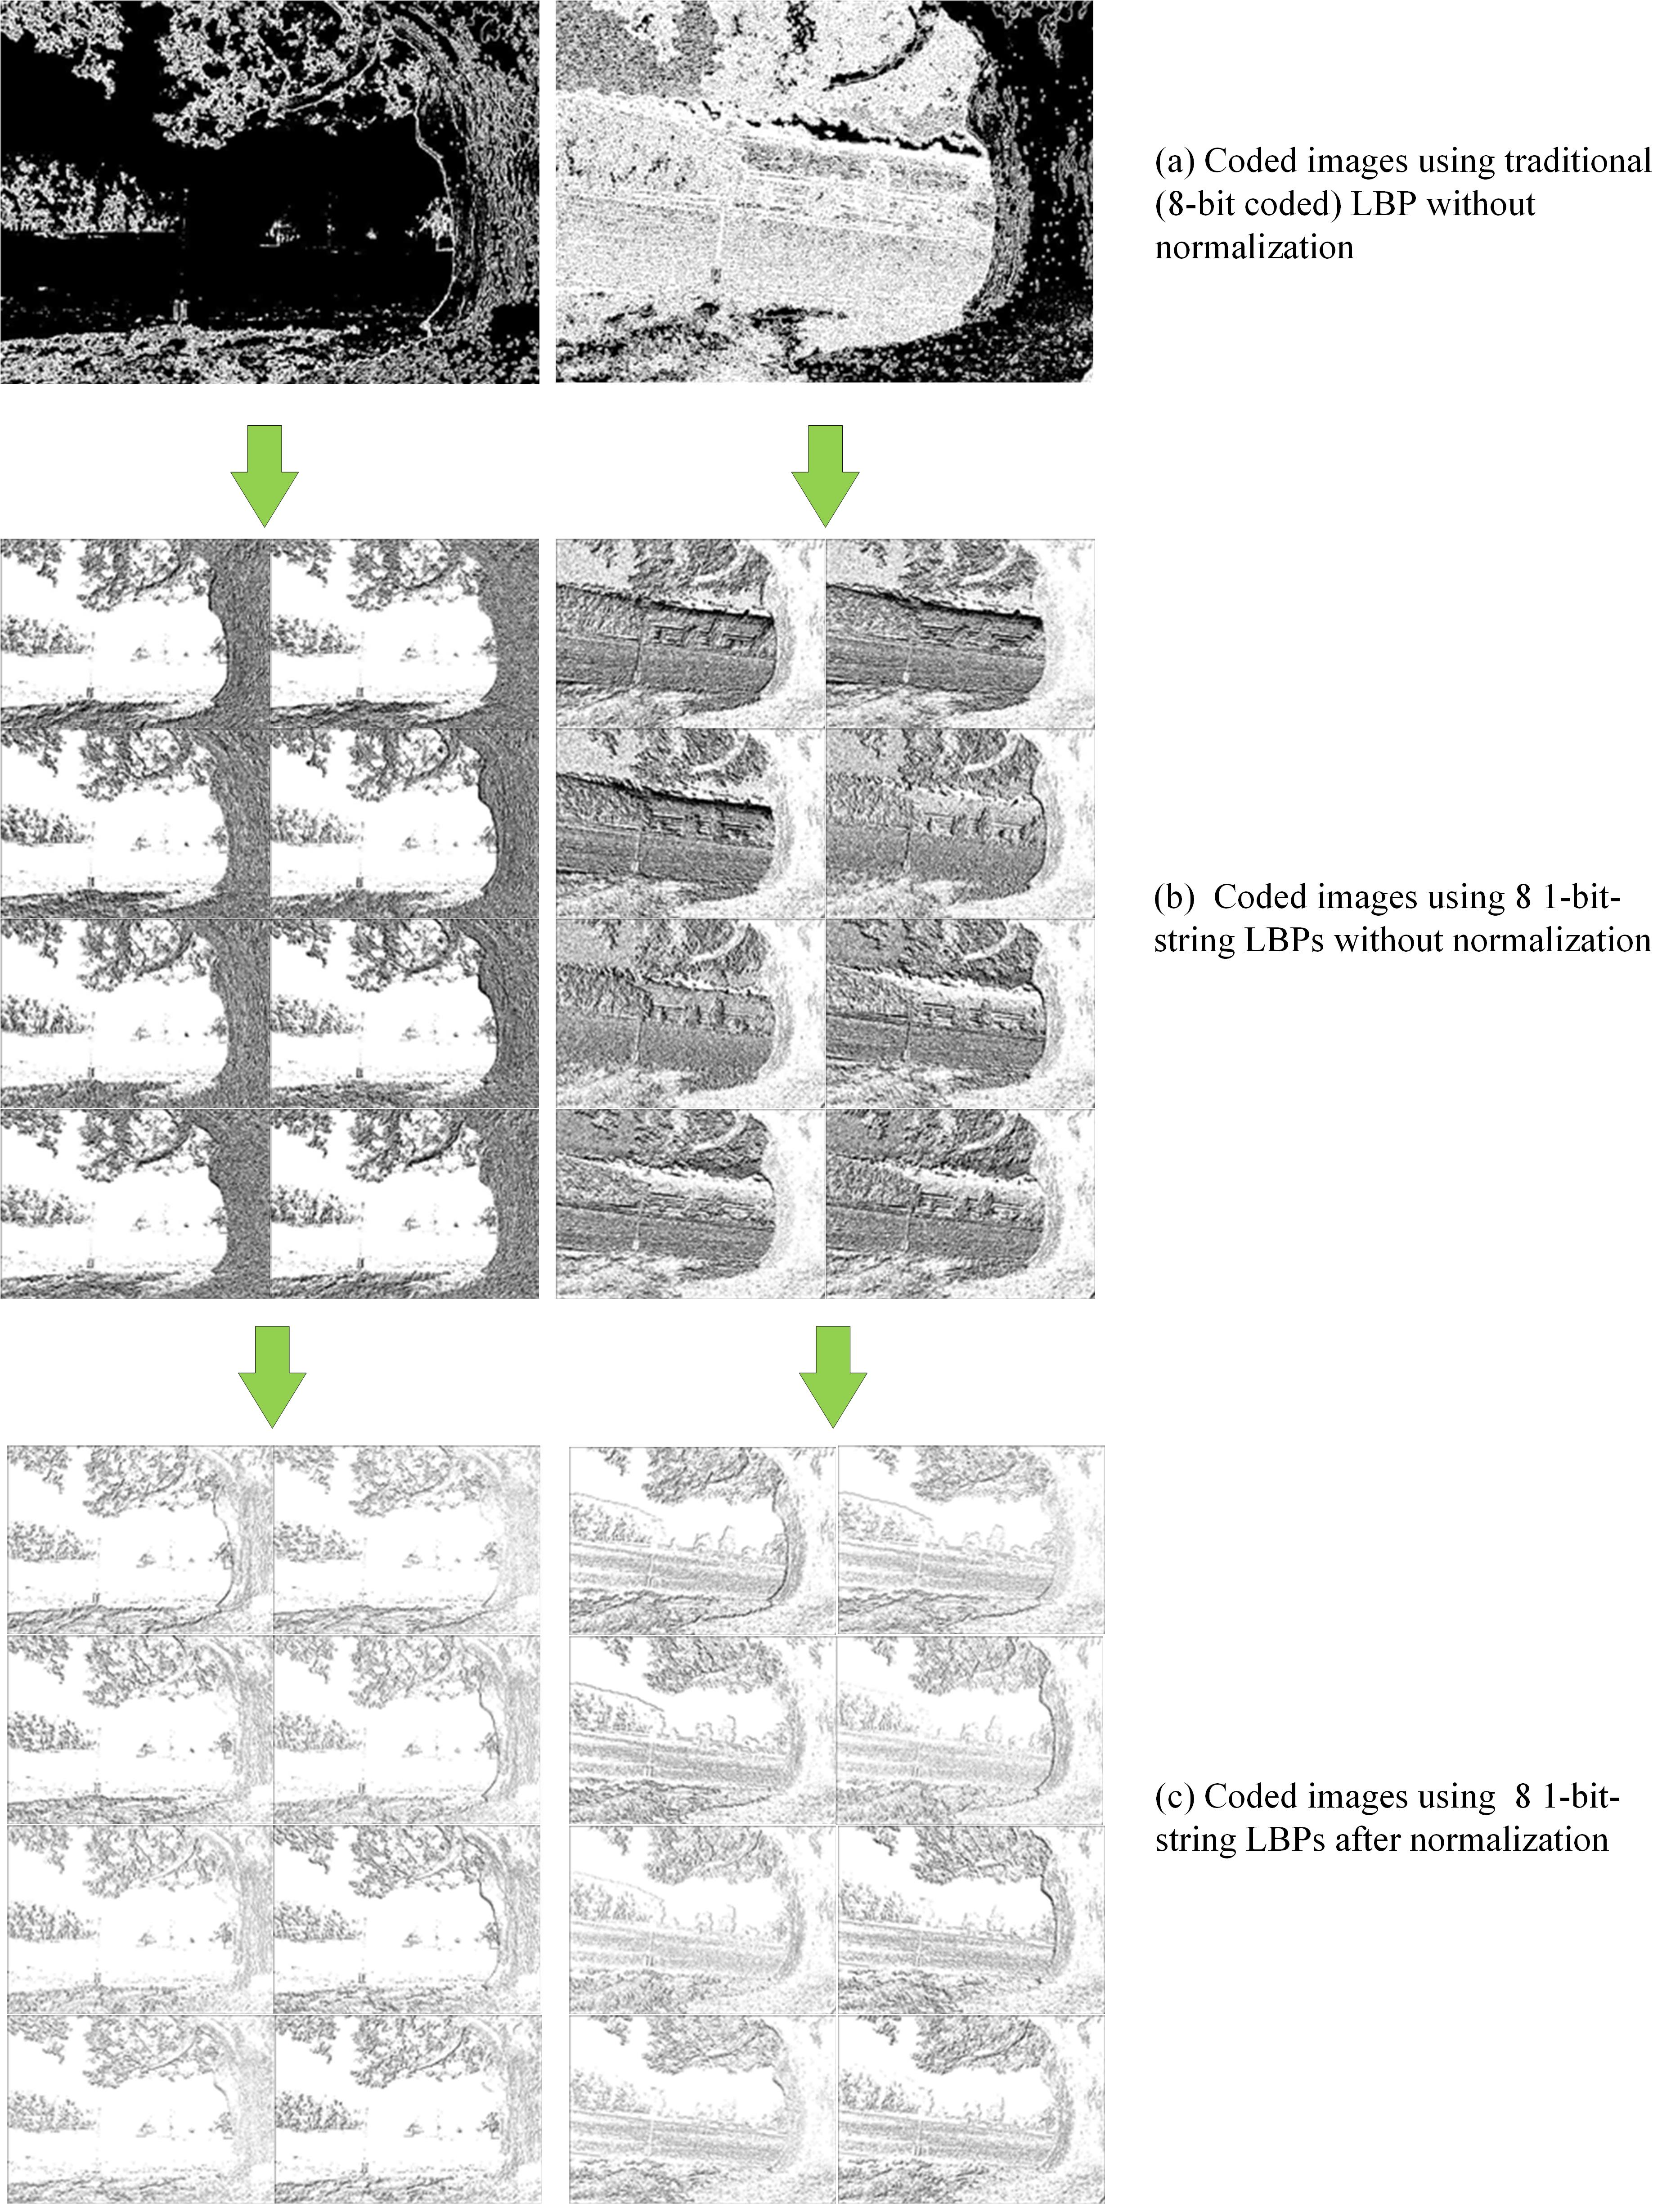 (a) Coded images using traditional
(8-bit coded) LBP without
normalization
(b)  Coded images using 8 1-bit-
string LBPs without normalization
(c) Coded images using  8 1-bit-
string LBPs after normalization